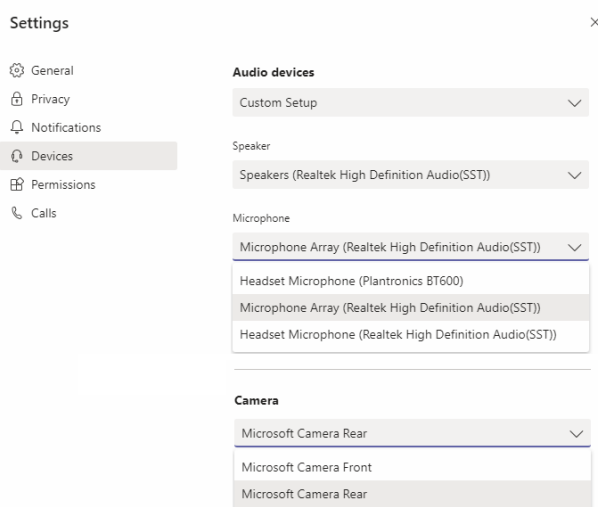 Settings
General
Privacy
Notifications
Devices
Permissions
Calls
Audio devices
Custom Setup
Speaker
Speakers (Realtek High Definition Audio(SST))
Microphone
Microphone Array (Realtek High Definition Audio(SST))
Headset Microphone (Plantronics BT600)
Microphone Array (Realtek High Definition Audio(SST))
Headset Microphone (Realtek High Definition Audio(SST))
Camera
Microsoft Camera Rear
Microsoft Camera Front
Microsoft Camera Rear